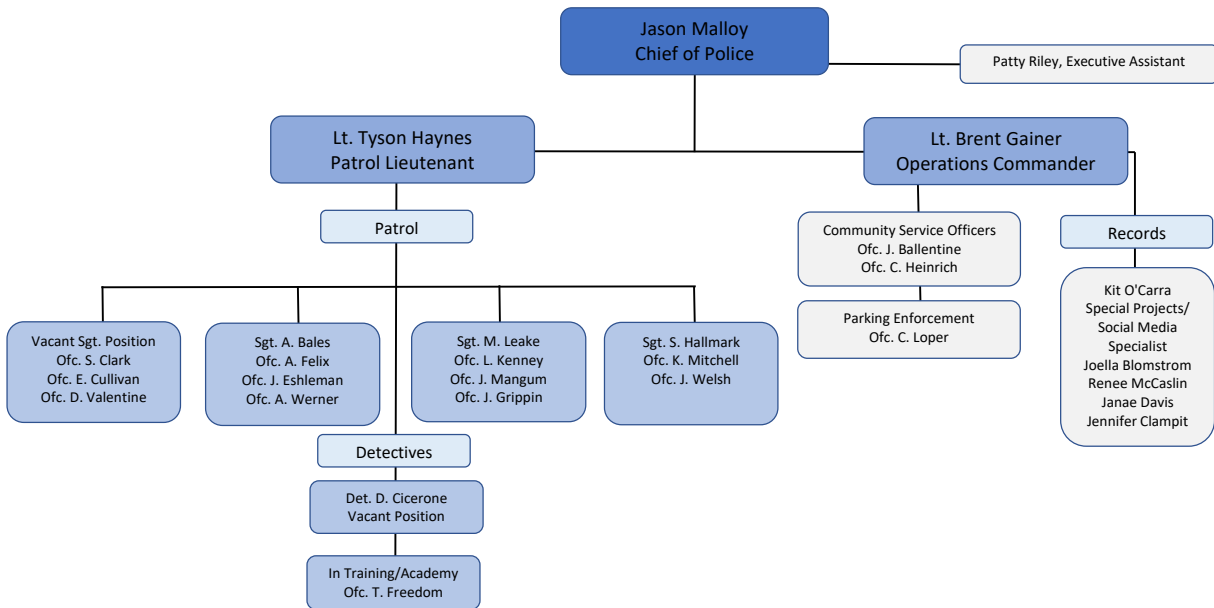 Jason Malloy
Chief of Police
Patty Riley, Executive Assistant
Lt. Tyson Haynes
Patrol Lieutenant
Lt. Brent Gainer
Operations Commander
Patrol
Community Service Officers
Ofc. J. Ballentine
Ofc. C. Heinrich
Records
Parking Enforcement
Ofc. C. Loper
Kit O'Carra
Special Projects/
Social Media
Specialist
Joella Blomstrom
Renee McCaslin
Janae Davis
Jennifer Clampit
Vacant Sgt. Position
Ofc. S. Clark
Ofc. E. Cullivan
Ofc. D. Valentine
Sgt. A. Bales
Ofc. A. Felix
Ofc. J. Eshleman
Ofc. A. Werner
Sgt. M. Leake
Ofc. L. Kenney
Ofc. J. Mangum
Ofc. J. Grippin
Sgt. S. Hallmark
Ofc. K. Mitchell
Ofc. J. Welsh
Detectives
Det. D. Cicerone
Vacant Position
In Training/Academy
Ofc. T. Freedom